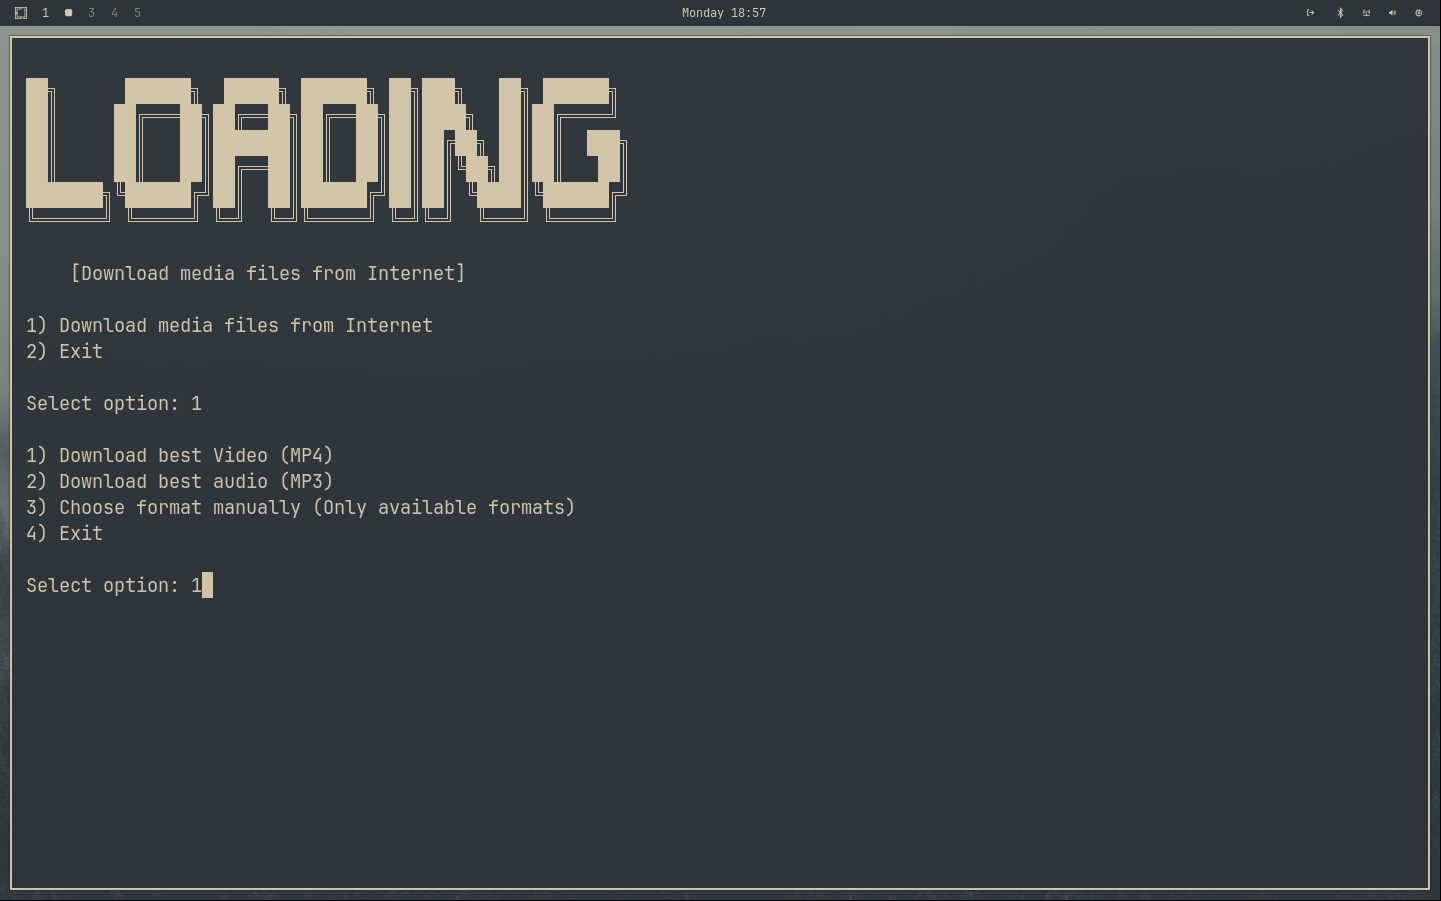 1 3 4 5 Monday 18:57
LOADING
[Download media files from Internet]
1) Download media files from Internet
2) Exit
Select option: 1
1) Download best Video (MP4)
2) Download best audio (MP3)
3) Choose format manually (Only available formats)
4) Exit
Select option: 1